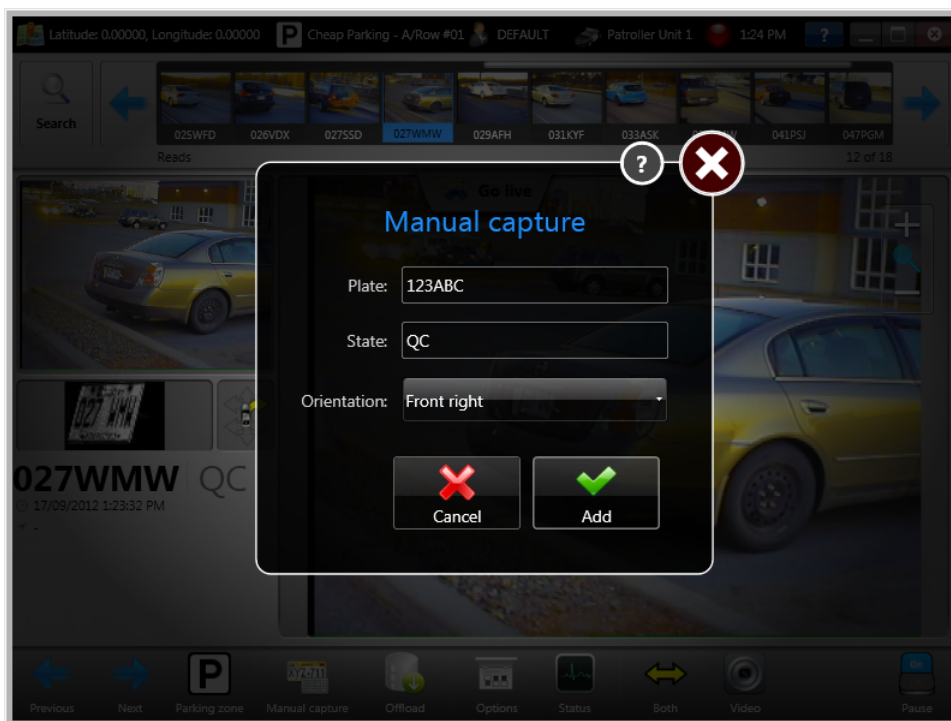 Latitude: 0.00000, Longitude: 0.00000 P Cheap Parking - A/Row #01 DEFAULT Patroller Unit 1 1:24 PM ?
Search
025WFD 026VDX 027SSD 027WMW 029AFH 031KYF 033ASK 041PSJ 047PGM
Reads 12 of 18
?
Go live
Manual capture
Plate: 123ABC
State: QC
Orientation: Front right
Cancel Add
027WMW QC
17/09/2012 1:23:32 PM
-
P XYZ-711
Previous Next Parking zone Manual capture Offload Options Status Both Video Pause